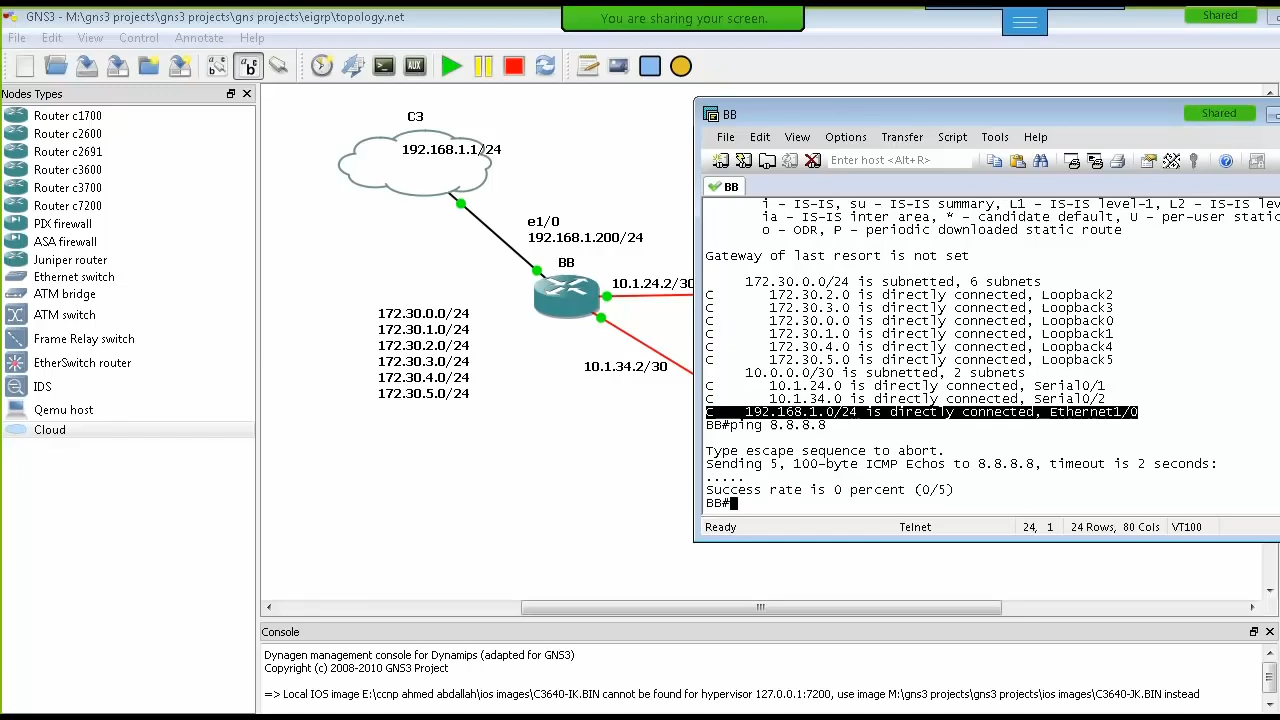 GNS3 - M:\gns3 projects\gns3 projects\gns projects\eigrp\topology.net
You are sharing your screen.
Shared
File Edit View Control Annotate Help
AUX
Nodes Types
Router c1700
Router c2600
Router c2691
Router c3600
Router c3700
Router c7200
PIX firewall
ASA firewall
Juniper router
Ethernet switch
ATM bridge
ATM switch
Frame Relay switch
EtherSwitch router
IDS
Qemu host
Cloud
C3
192.168.1.1/24
e1/0
192.168.1.200/24
BB
10.1.24.2/30
172.30.0.0/24
172.30.1.0/24
172.30.2.0/24
172.30.3.0/24
172.30.4.0/24
172.30.5.0/24
10.1.34.2/30
BB
Shared
File Edit View Options Transfer Script Tools Help
Enter host <Alt+R>
BB
i - IS-IS, su - IS-IS summary, L1 - IS-IS level-1, L2 - IS-IS leve
ia - IS-IS inter area, * - candidate default, U - per-user static
o - ODR, P - periodic downloaded static route
Gateway of last resort is not set
172.30.0.0/24 is subnetted, 6 subnets
C 172.30.2.0 is directly connected, Loopback2
C 172.30.3.0 is directly connected, Loopback3
C 172.30.0.0 is directly connected, Loopback0
C 172.30.1.0 is directly connected, Loopback1
C 172.30.4.0 is directly connected, Loopback4
C 172.30.5.0 is directly connected, Loopback5
10.0.0.0/30 is subnetted, 2 subnets
C 10.1.24.0 is directly connected, Serial0/1
C 10.1.34.0 is directly connected, Serial0/2
C 192.168.1.0/24 is directly connected, Ethernet1/0
BB#ping 8.8.8.8
Type escape sequence to abort.
Sending 5, 100-byte ICMP Echos to 8.8.8.8, timeout is 2 seconds:
.....
Success rate is 0 percent (0/5)
BB#
Ready Telnet 24, 1 24 Rows, 80 Cols VT100
Console
Dynagen management console for Dynamips (adapted for GNS3)
Copyright (c) 2008-2010 GNS3 Project
=> Local IOS image E:\ccnp ahmed abdallah\ios images\C3640-IK.BIN cannot be found for hypervisor 127.0.0.1:7200, use image M:\gns3 projects\gns3 projects\ios images\C3640-JK.BIN instead